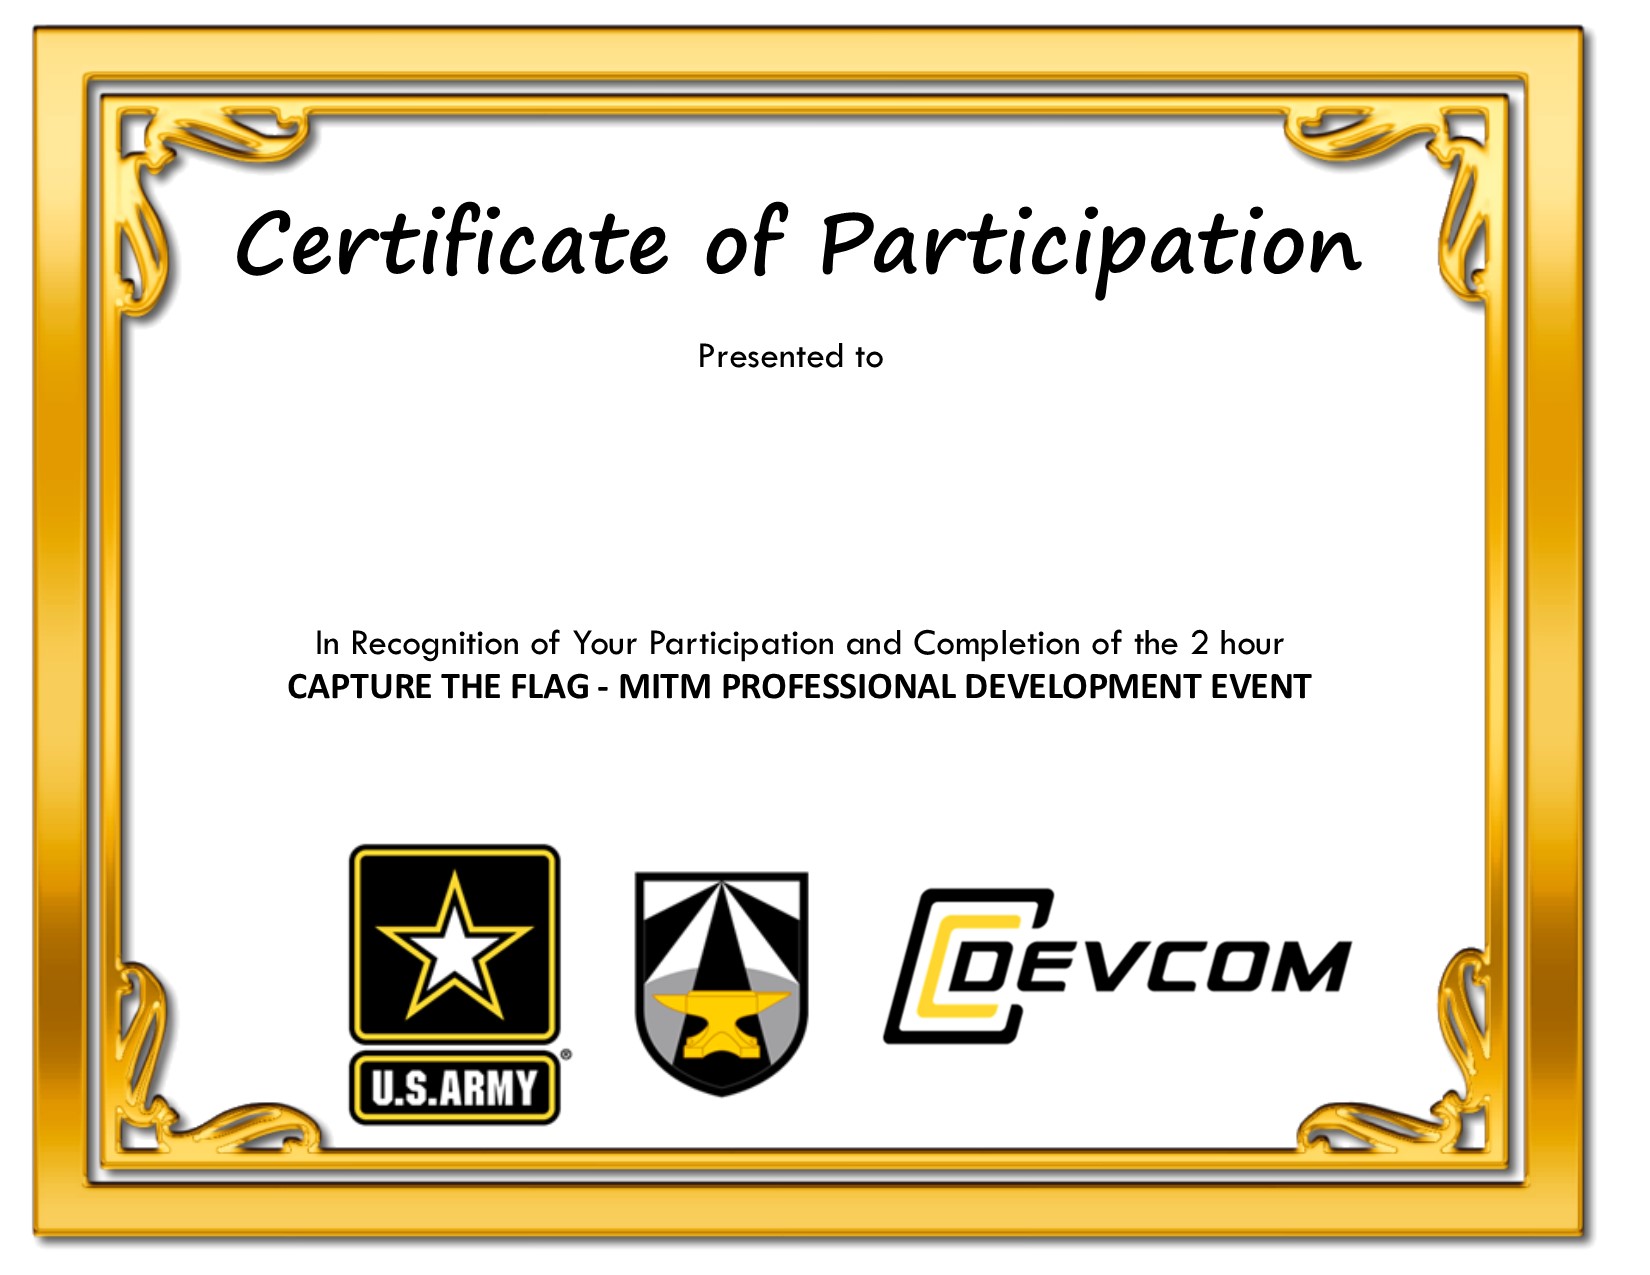 Certificate of Participation
Presented to
In Recognition of Your Participation and Completion of the 2 hour
CAPTURE THE FLAG - MITM PROFESSIONAL DEVELOPMENT EVENT
U.S.ARMY
®
DEVCOM